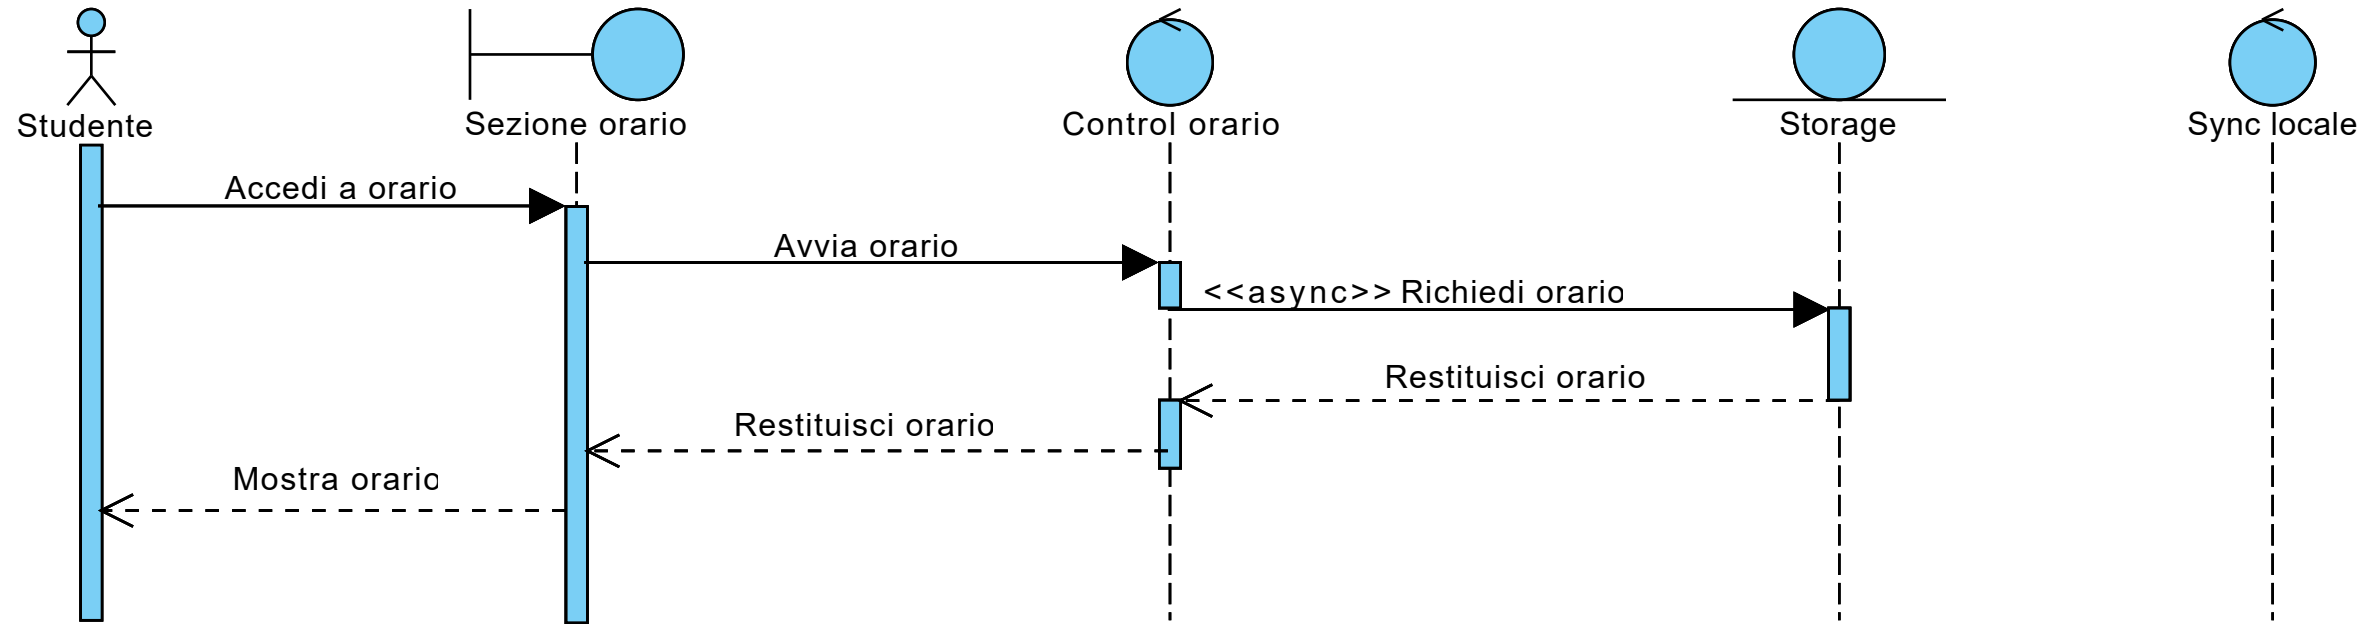 Studente
Sezione orario
Control orario
Storage
Sync locale
Accedi a orario
Avvia orario
<<async>> Richiedi orario
Restituisci orario
Restituisci orario
Mostra orario